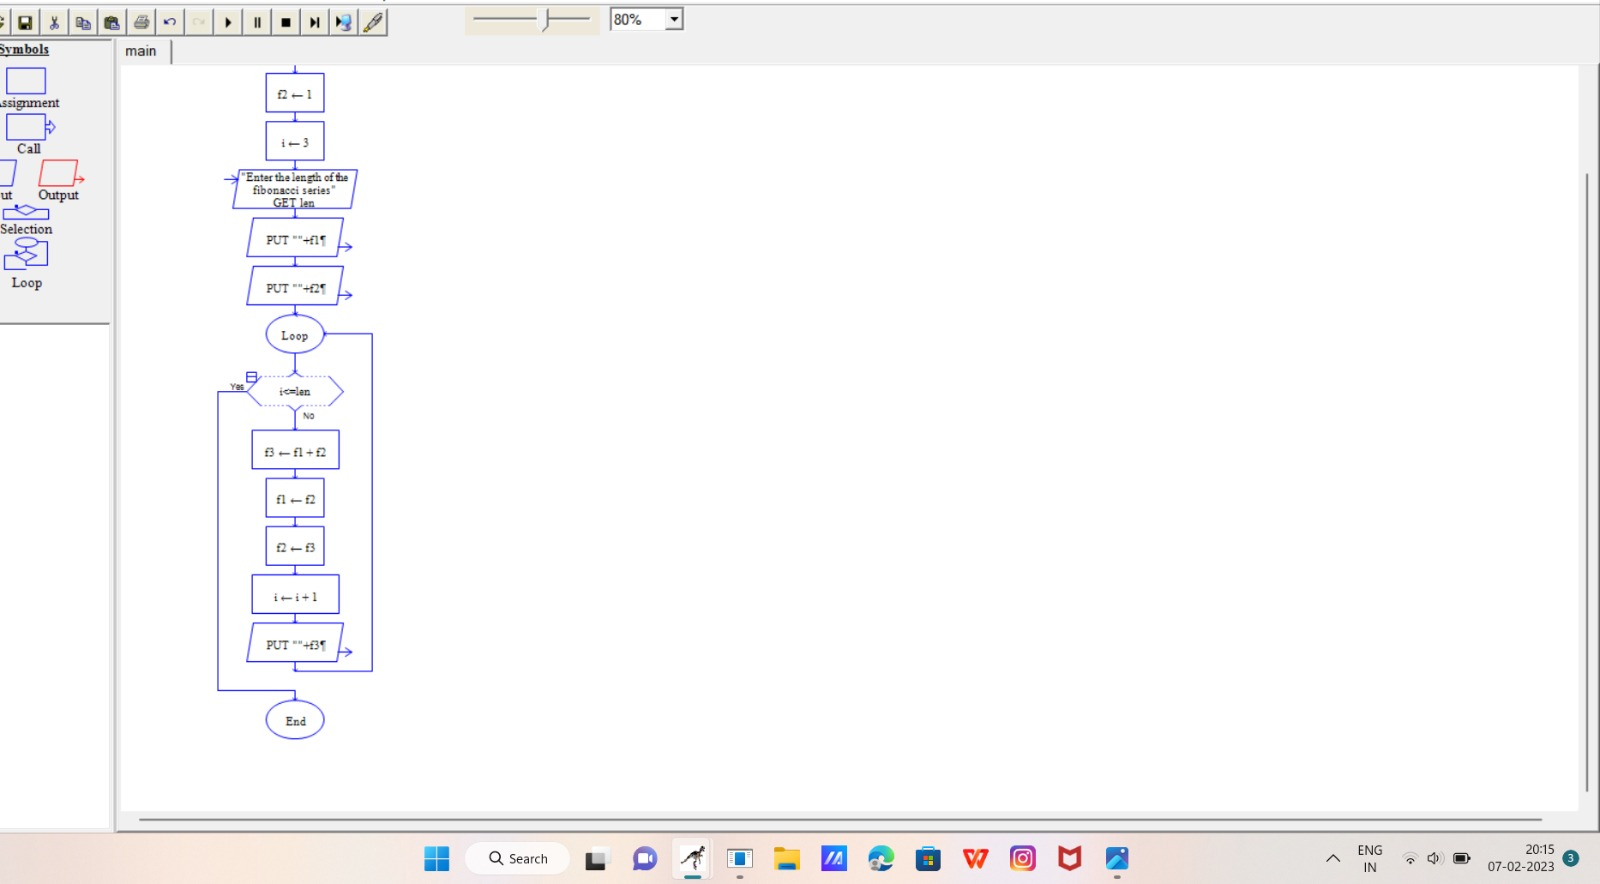 80%
Symbols
main
Assignment
Call
Output
Selection
Loop
f2 ← 1
i ← 3
"Enter the length of the
fibonacci series"
GET len
PUT ""+f1¶
PUT ""+f2¶
Loop
Yes
i<=len
No
f3 ← f1 + f2
f1 ← f2
f2 ← f3
i ← i + 1
PUT ""+f3¶
End
Search
ENG
IN
20:15
07-02-2023
3